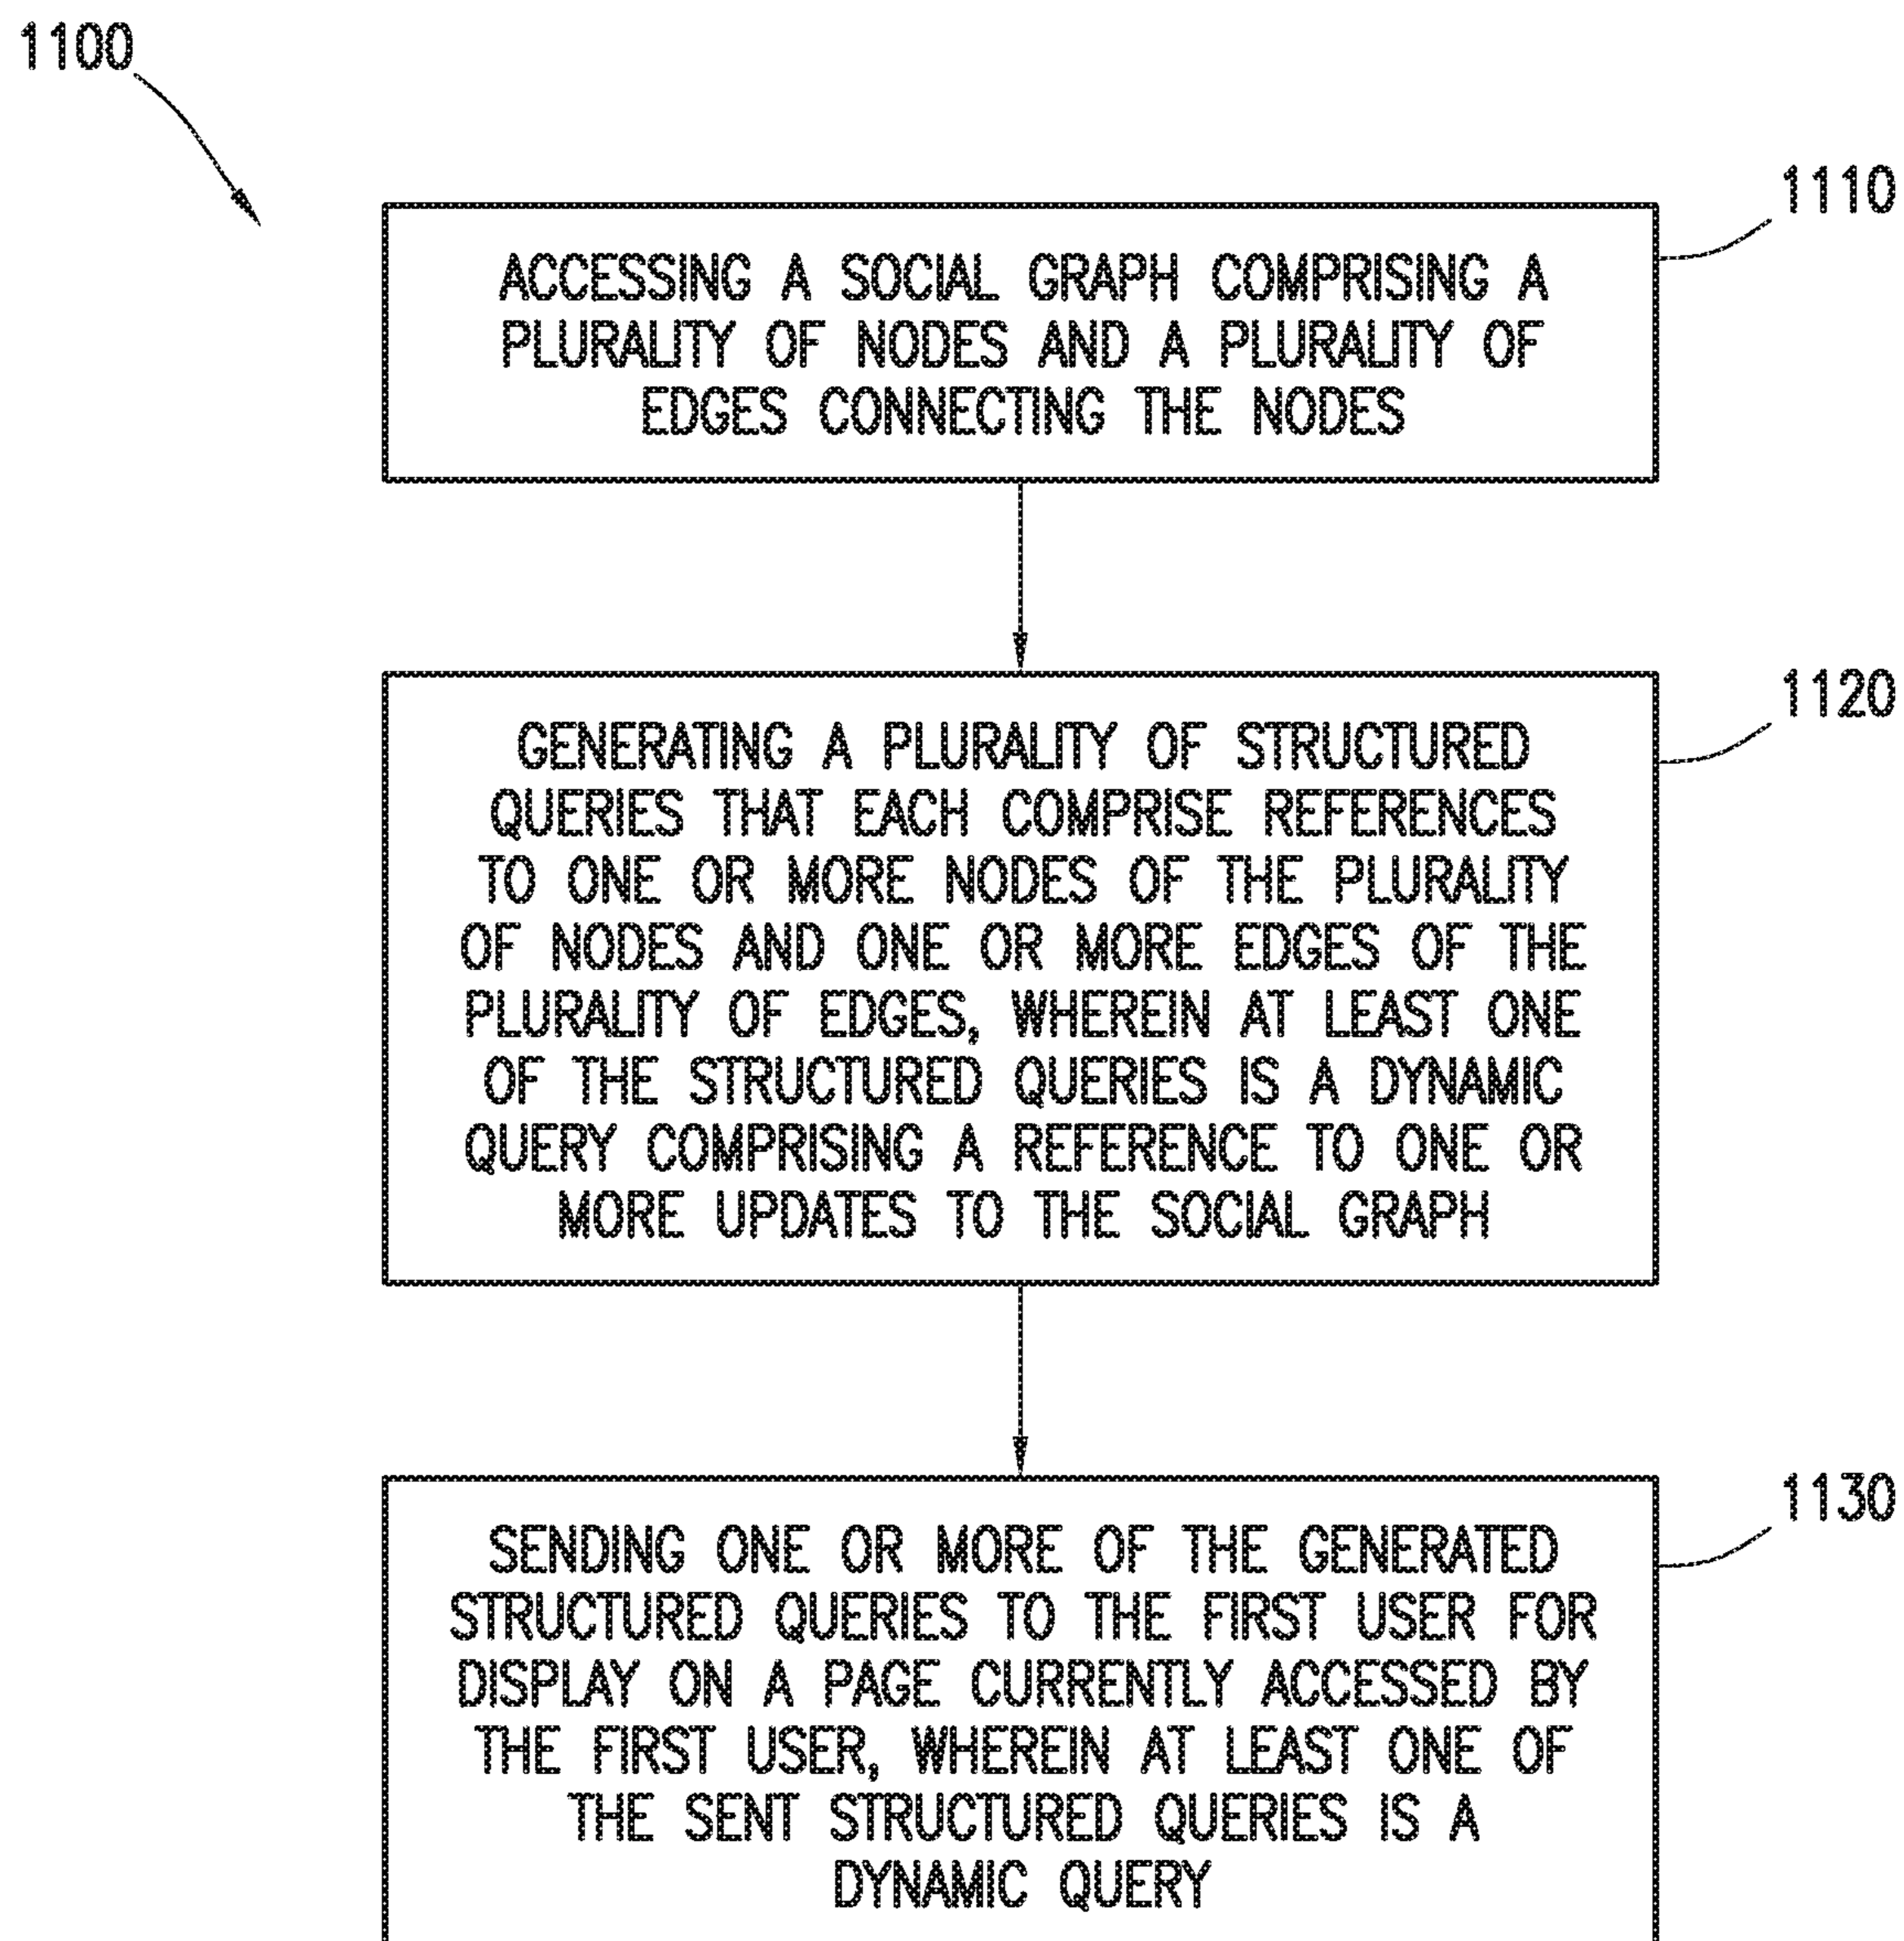 1100
1110
ACCESSING A SOCIAL GRAPH COMPRISING A
PLURALITY OF NODES AND A PLURALITY OF
EDGES CONNECTING THE NODES
1120
GENERATING A PLURALITY OF STRUCTURED
QUERIES THAT EACH COMPRISE REFERENCES
TO ONE OR MORE NODES OF THE PLURALITY
OF NODES AND ONE OR MORE EDGES OF THE
PLURALITY OF EDGES, WHEREIN AT LEAST ONE
OF THE STRUCTURED QUERIES IS A DYNAMIC
QUERY COMPRISING A REFERENCE TO ONE OR
MORE UPDATES TO THE SOCIAL GRAPH
1130
SENDING ONE OR MORE OF THE GENERATED
STRUCTURED QUERIES TO THE FIRST USER FOR
DISPLAY ON A PAGE CURRENTLY ACCESSED BY
THE FIRST USER, WHEREIN AT LEAST ONE OF
THE SENT STRUCTURED QUERIES IS A
DYNAMIC QUERY